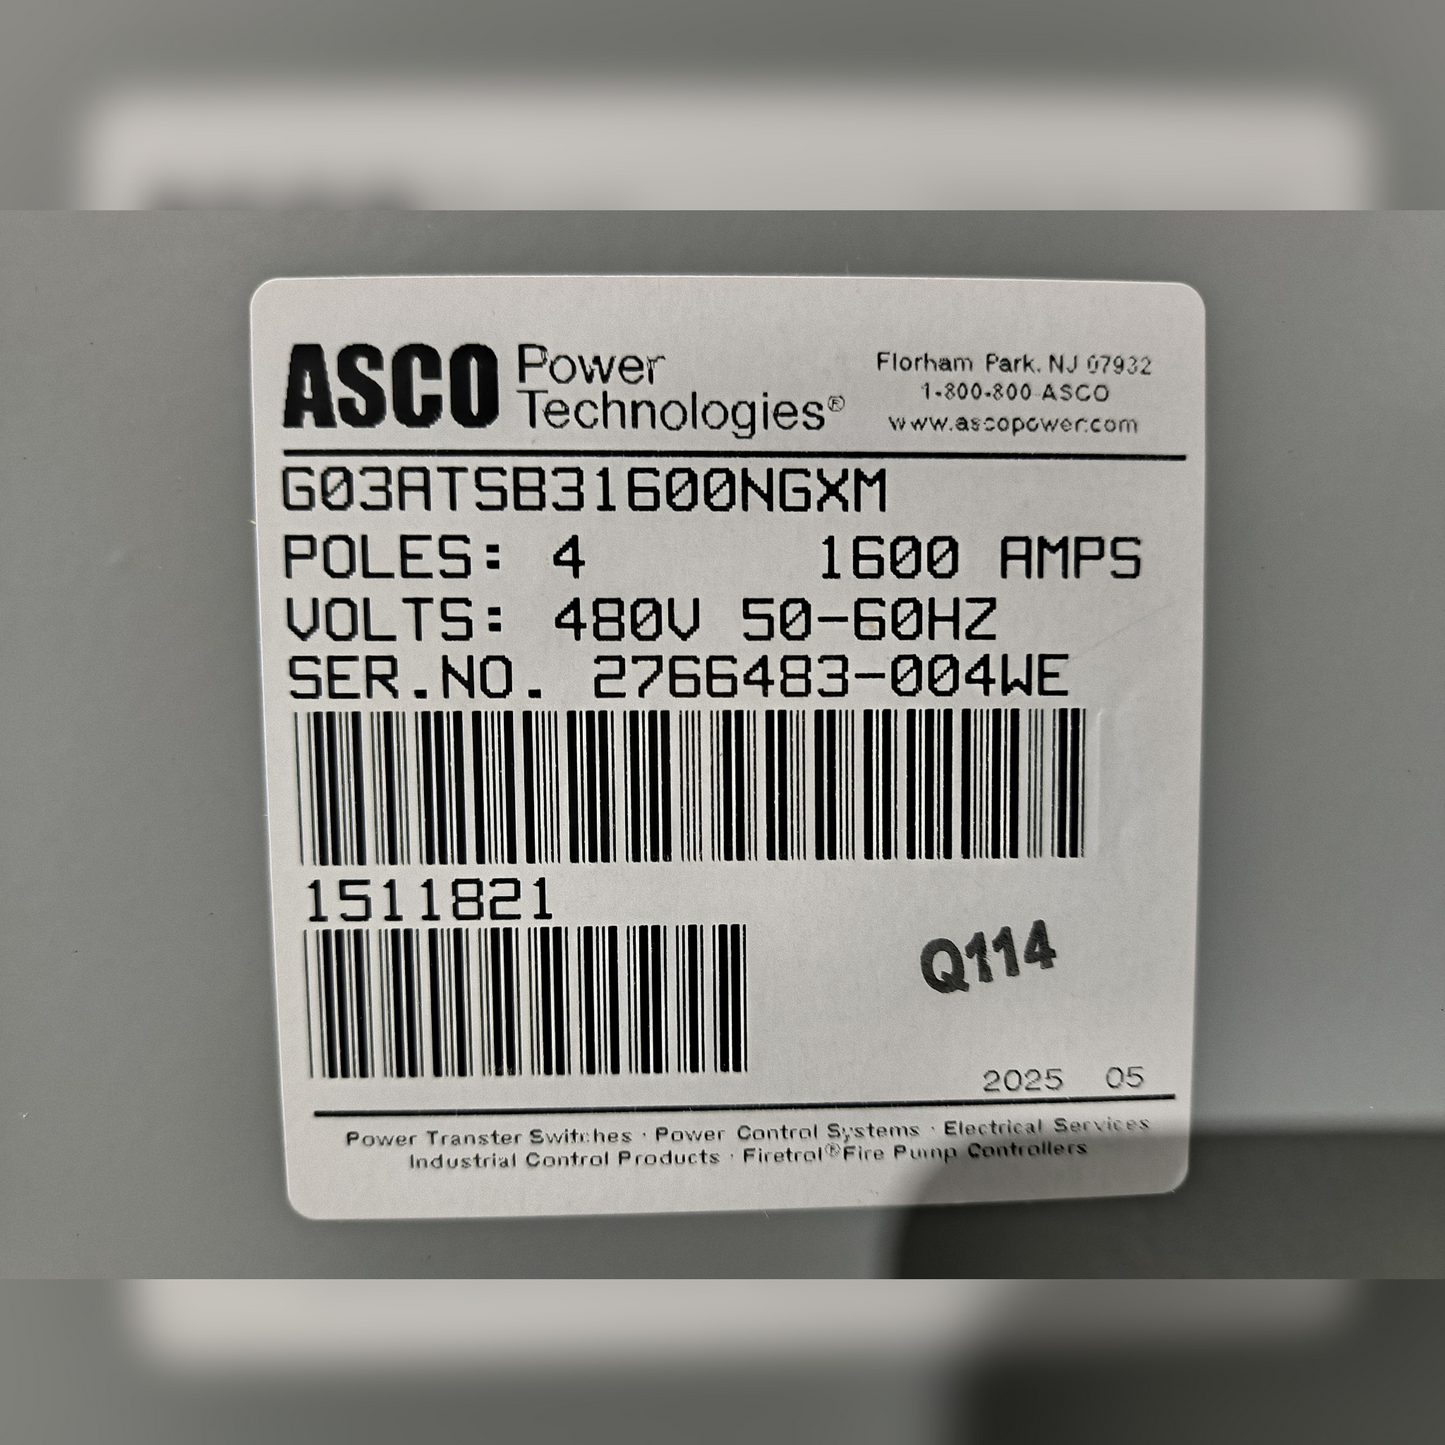 ASCO Power Technologies®
Florham Park, NJ 07932
1-800-800-ASCO
www.ascopower.com
G03ATSB31600NGXM
POLES: 4 1600 AMPS
VOLTS: 480V 50-60HZ
SER.NO. 2766483-004WE
1511821
Q114
2025 05
Power Transfer Switches · Power Control Systems · Electrical Services
Industrial Control Products · Firetrol® Fire Pump Controllers